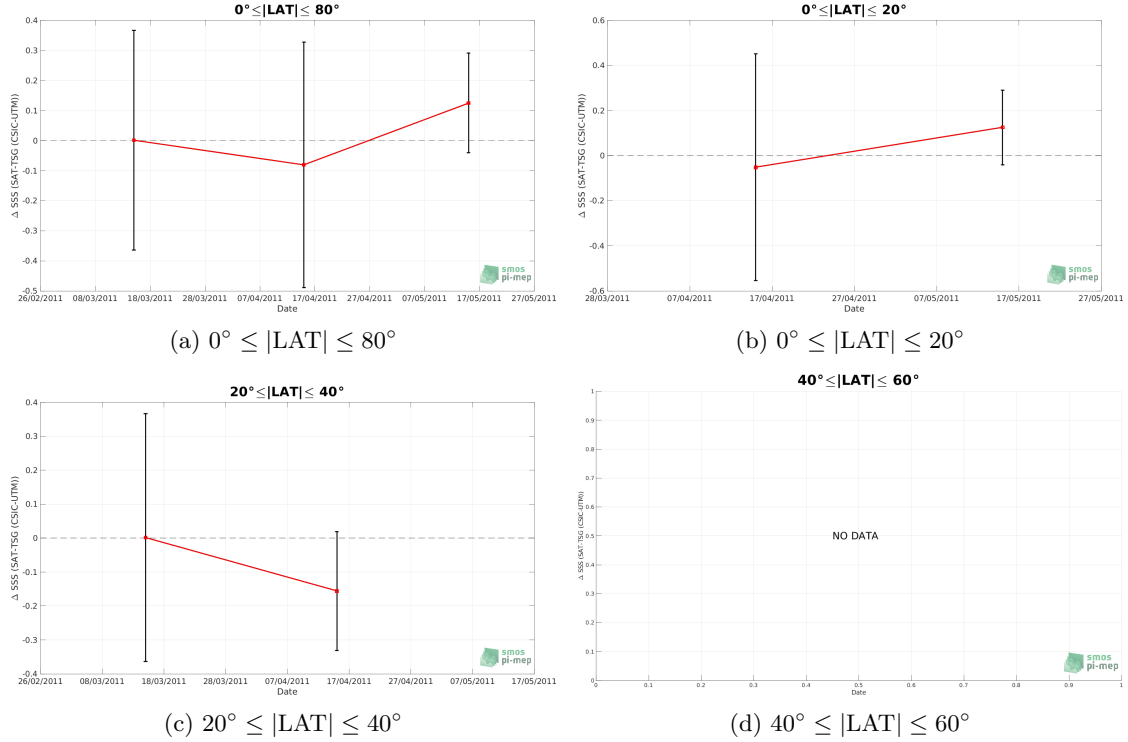 0°≤|LAT|≤ 80°
0.4
0.3
0.2
0.1
0
-0.1
-0.2
-0.3
-0.4
-0.5
Δ SSS (SAT-TSG (CSIC-UTM))
26/02/2011 08/03/2011 18/03/2011 28/03/2011 07/04/2011 17/04/2011 27/04/2011 07/05/2011 17/05/2011 27/05/2011
Date
smos
pi-mep
(a) 0° ≤ |LAT| ≤ 80°
0°≤|LAT|≤ 20°
0.6
0.4
0.2
0
-0.2
-0.4
-0.6
Δ SSS (SAT-TSG (CSIC-UTM))
28/03/2011 07/04/2011 17/04/2011 27/04/2011 07/05/2011 17/05/2011 27/05/2011
Date
smos
pi-mep
(b) 0° ≤ |LAT| ≤ 20°
20°≤|LAT|≤ 40°
0.4
0.3
0.2
0.1
0
-0.1
-0.2
-0.3
-0.4
Δ SSS (SAT-TSG (CSIC-UTM))
26/02/2011 08/03/2011 18/03/2011 28/03/2011 07/04/2011 17/04/2011 27/04/2011 07/05/2011 17/05/2011
Date
smos
pi-mep
(c) 20° ≤ |LAT| ≤ 40°
40°≤|LAT|≤ 60°
1
0.9
0.8
0.7
0.6
0.5
0.4
0.3
0.2
0.1
0
Δ SSS (SAT-TSG (CSIC-UTM))
NO DATA
0 0.1 0.2 0.3 0.4 0.5 0.6 0.7 0.8 0.9 1
Date
smos
pi-mep
(d) 40° ≤ |LAT| ≤ 60°